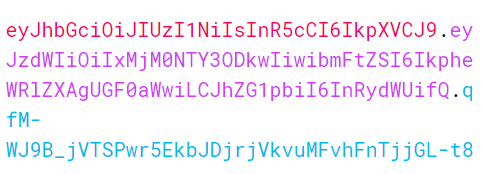 eyJhbGciOiJIUzI1NiIsInR5cCI6IkpXVCJ9.ey
JzdWIiOiIxMjM0NTY3ODkwIiwibmFtZSI6Ikphe
WRlZXAgUGF0aWwiLCJhZG1pbiI6InRydWUifQ.q
fM-
WJ9B_jVTSPwr5EkbJDjrjVkvuMFvhFnTjjGL-t8